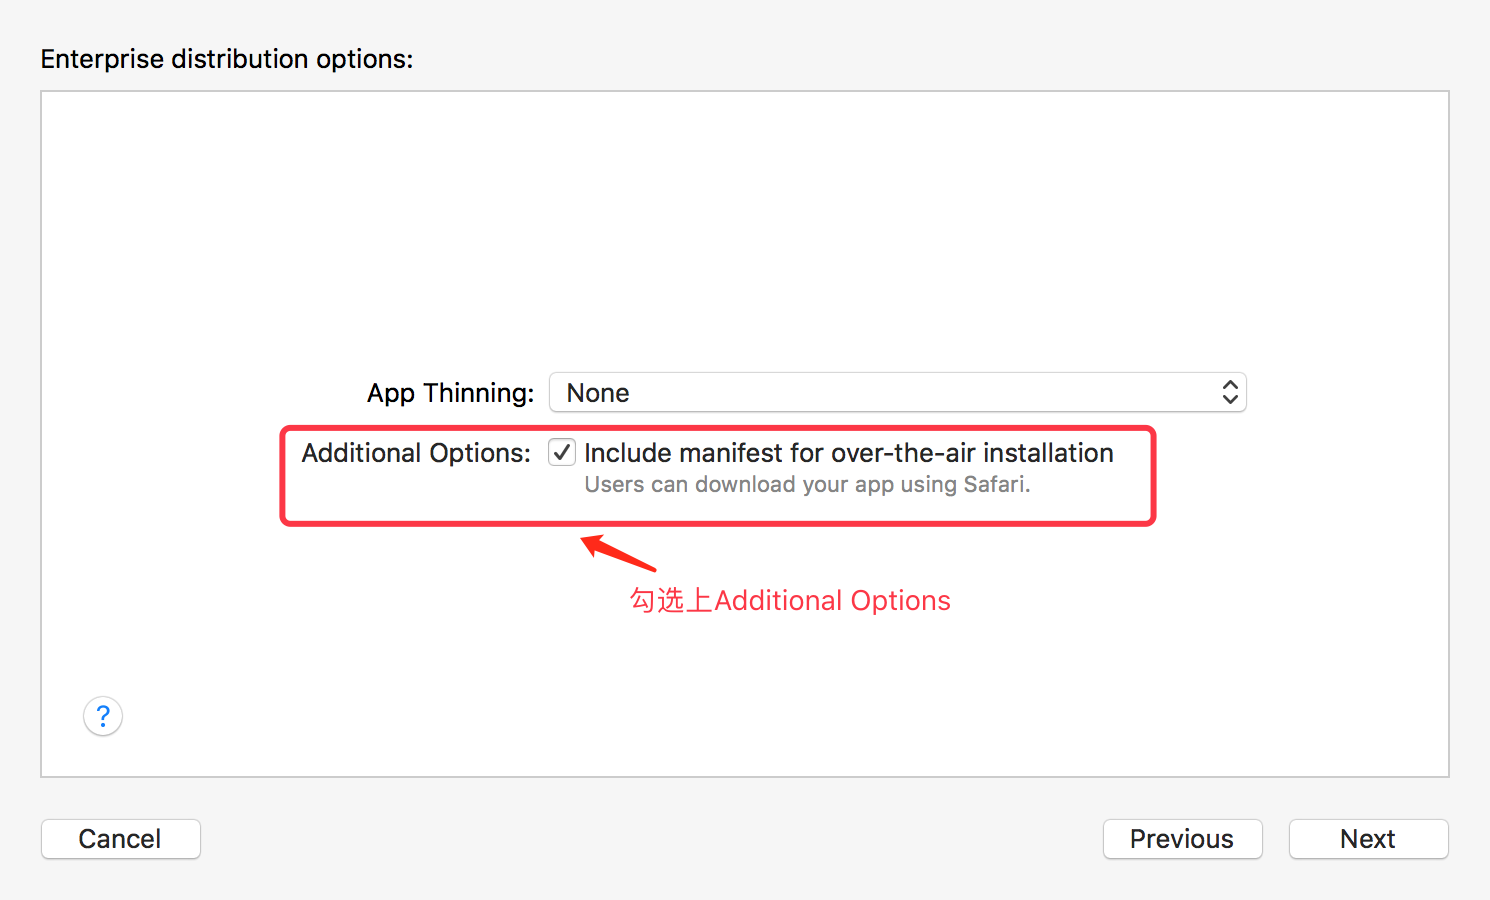 Enterprise distribution options:
App Thinning: None
Additional Options: Include manifest for over-the-air installation
Users can download your app using Safari.
勾选上Additional Options
?
Cancel Previous Next